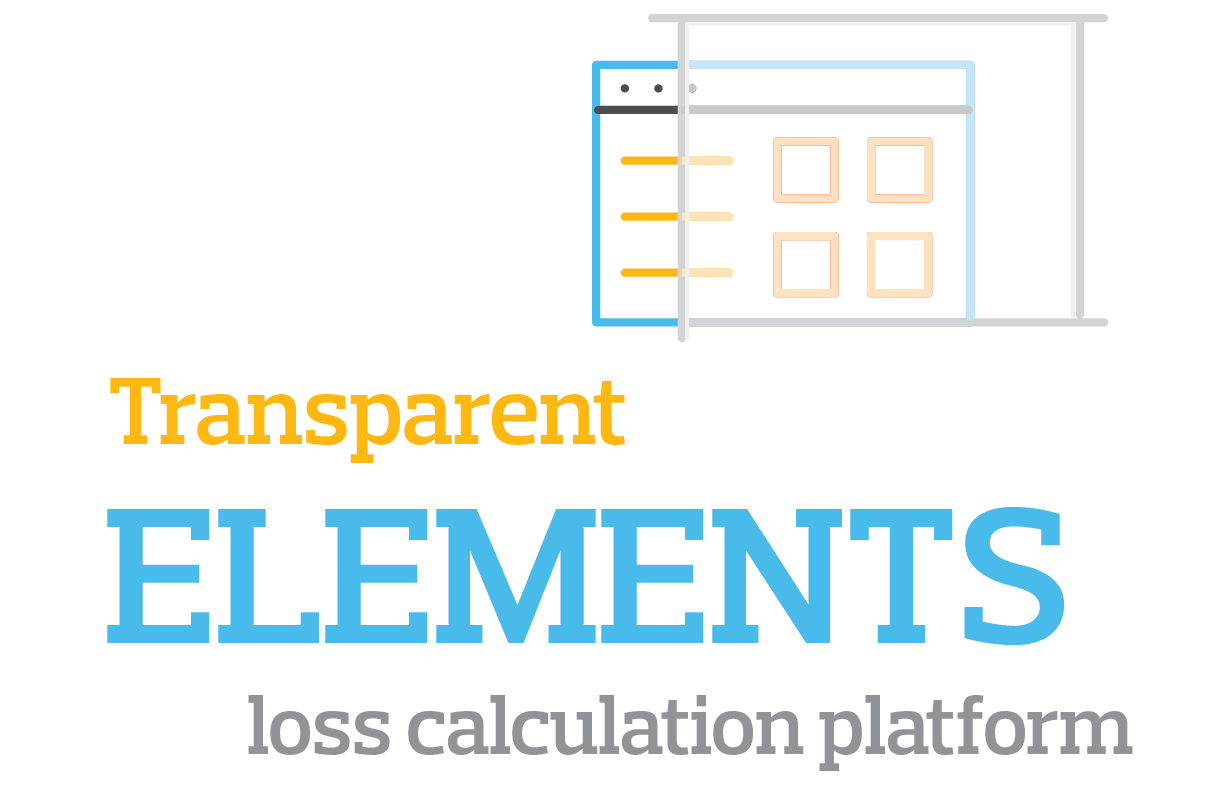 Transparent
ELEMENTS
loss calculation platform